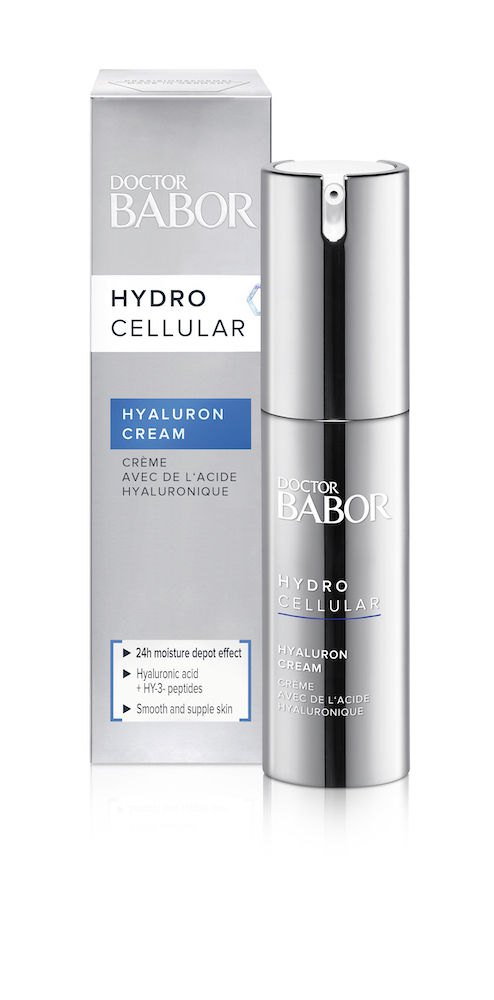 DOCTOR
BABOR
HYDRO
CELLULAR
HYALURON
CREAM
CRÈME
AVEC DE L'ACIDE
HYALURONIQUE
▶ 24h moisture depot effect
▶ Hyaluronic acid
+ HY-3- peptides
▶ Smooth and supple skin
DOCTOR
BABOR
HYDRO
CELLULAR
HYALURON
CREAM
CRÈME
AVEC DE L'ACIDE
HYALURONIQUE